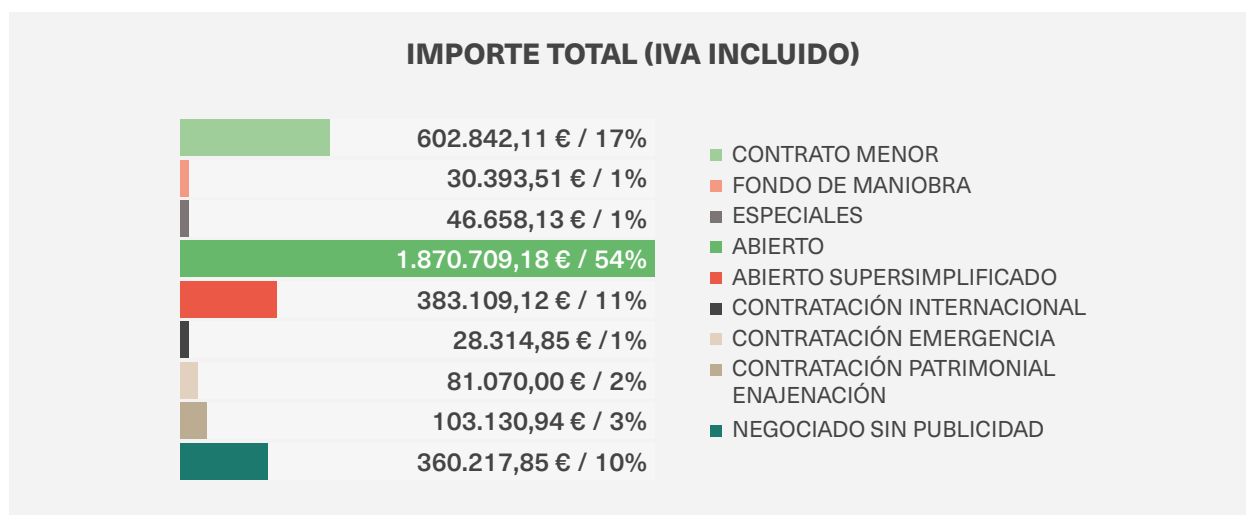 IMPORTE TOTAL (IVA INCLUIDO)
602.842,11 € / 17%
30.393,51 € / 1%
46.658,13 € / 1%
1.870.709,18 € / 54%
383.109,12 € / 11%
28.314,85 € /1%
81.070,00 € / 2%
103.130,94 € / 3%
360.217,85 € / 10%
CONTRATO MENOR
FONDO DE MANIOBRA
ESPECIALES
ABIERTO
ABIERTO SUPERSIMPLIFICADO
CONTRATACIÓN INTERNACIONAL
CONTRATACIÓN EMERGENCIA
CONTRATACIÓN PATRIMONIAL
ENAJENACIÓN
NEGOCIADO SIN PUBLICIDAD